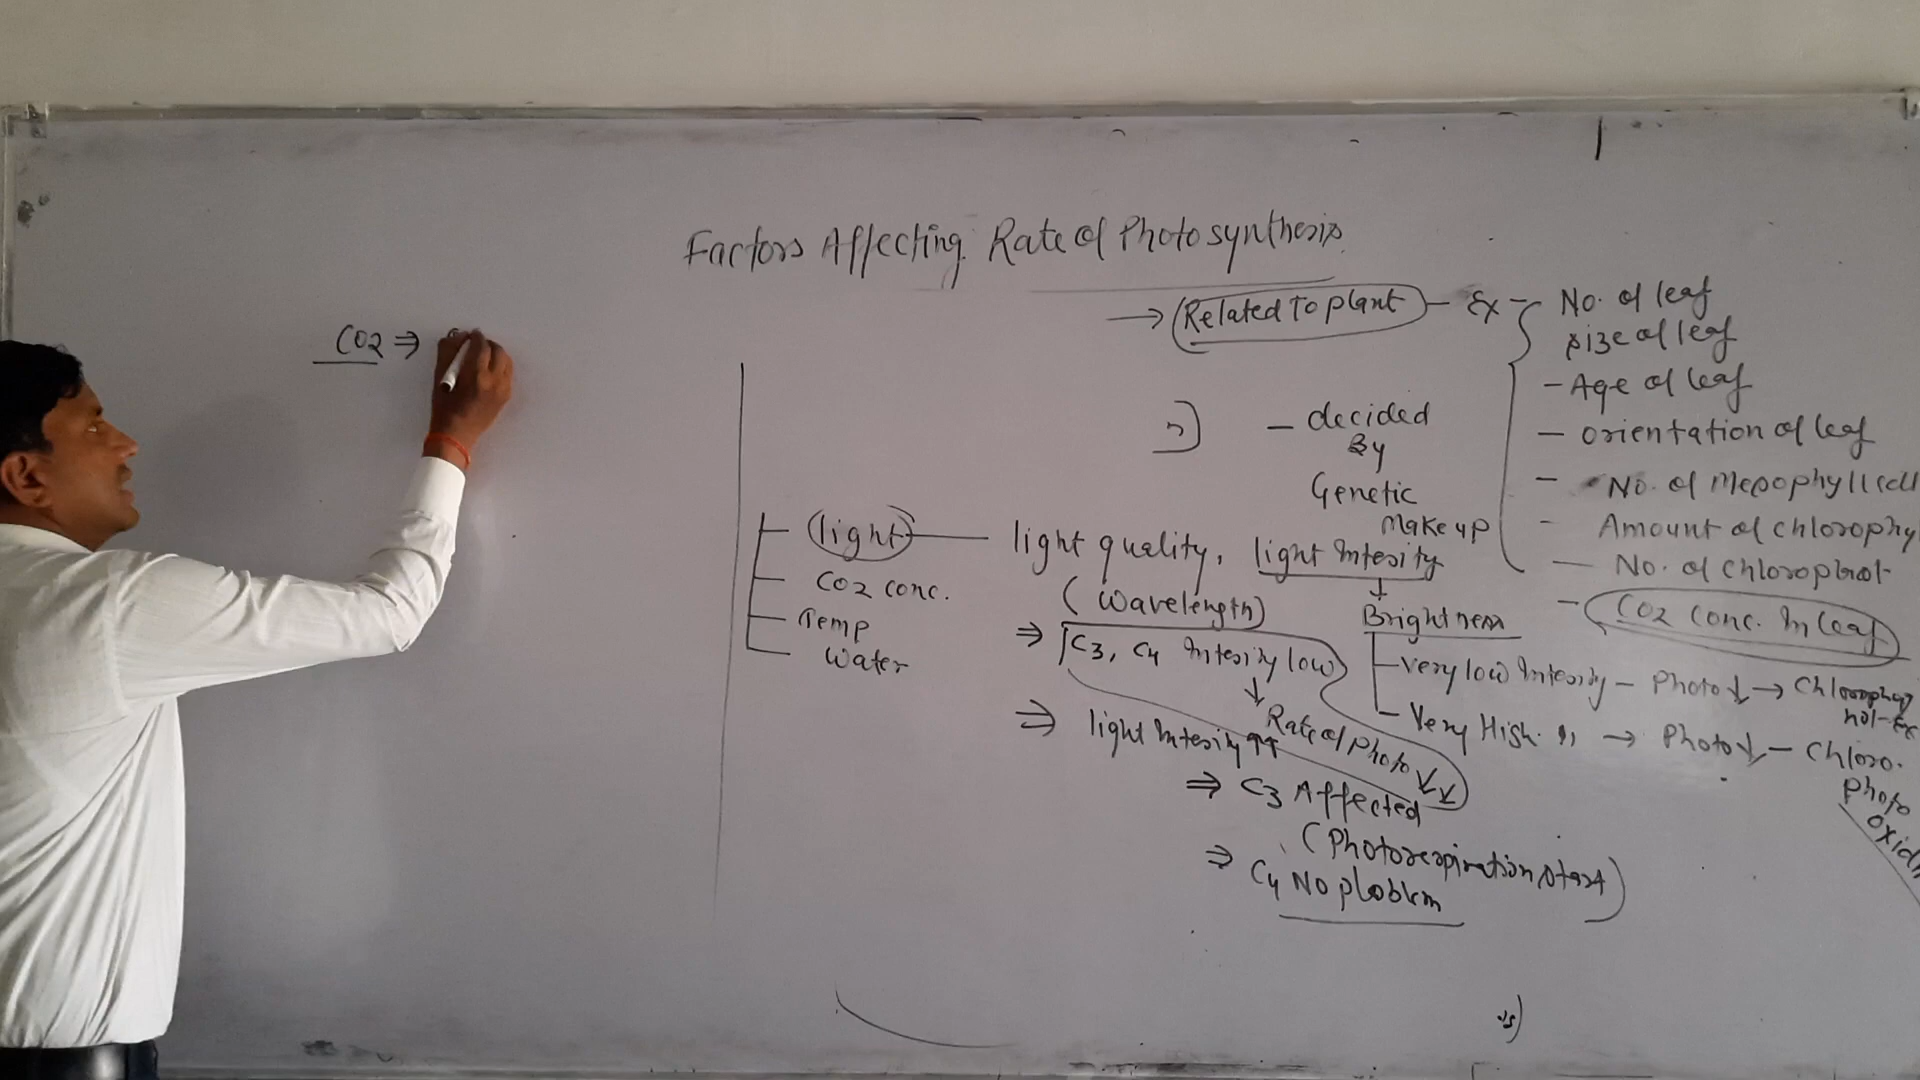 Factors Affecting Rate of Photosynthesis
→ (Related To plant) - Ex -
No. of leaf
size of leaf
- Age of leaf
- orientation of leaf
- No. of Mesophyll cell
- Amount of chlorophy
- No. of chloroplast
- CO2 conc. in leaf
- decided
By
Genetic
Make up
CO2 ⇒
light
CO2 conc.
Temp
Water
light quality, light Intesity
(Wavelength)
Brightness
⇒ C3, C4 Intesity low
↓ Rate of Photo ↓↓
very low Intesity - Photo ↓ → Chlorophyy
not-Ex
Very High 11 → Photo ↓ - Chloro.
Photo
oxida
⇒ light Intesity ↑↑
⇒ C3 Affected
(Photorespiration start)
⇒ C4 No ploblem